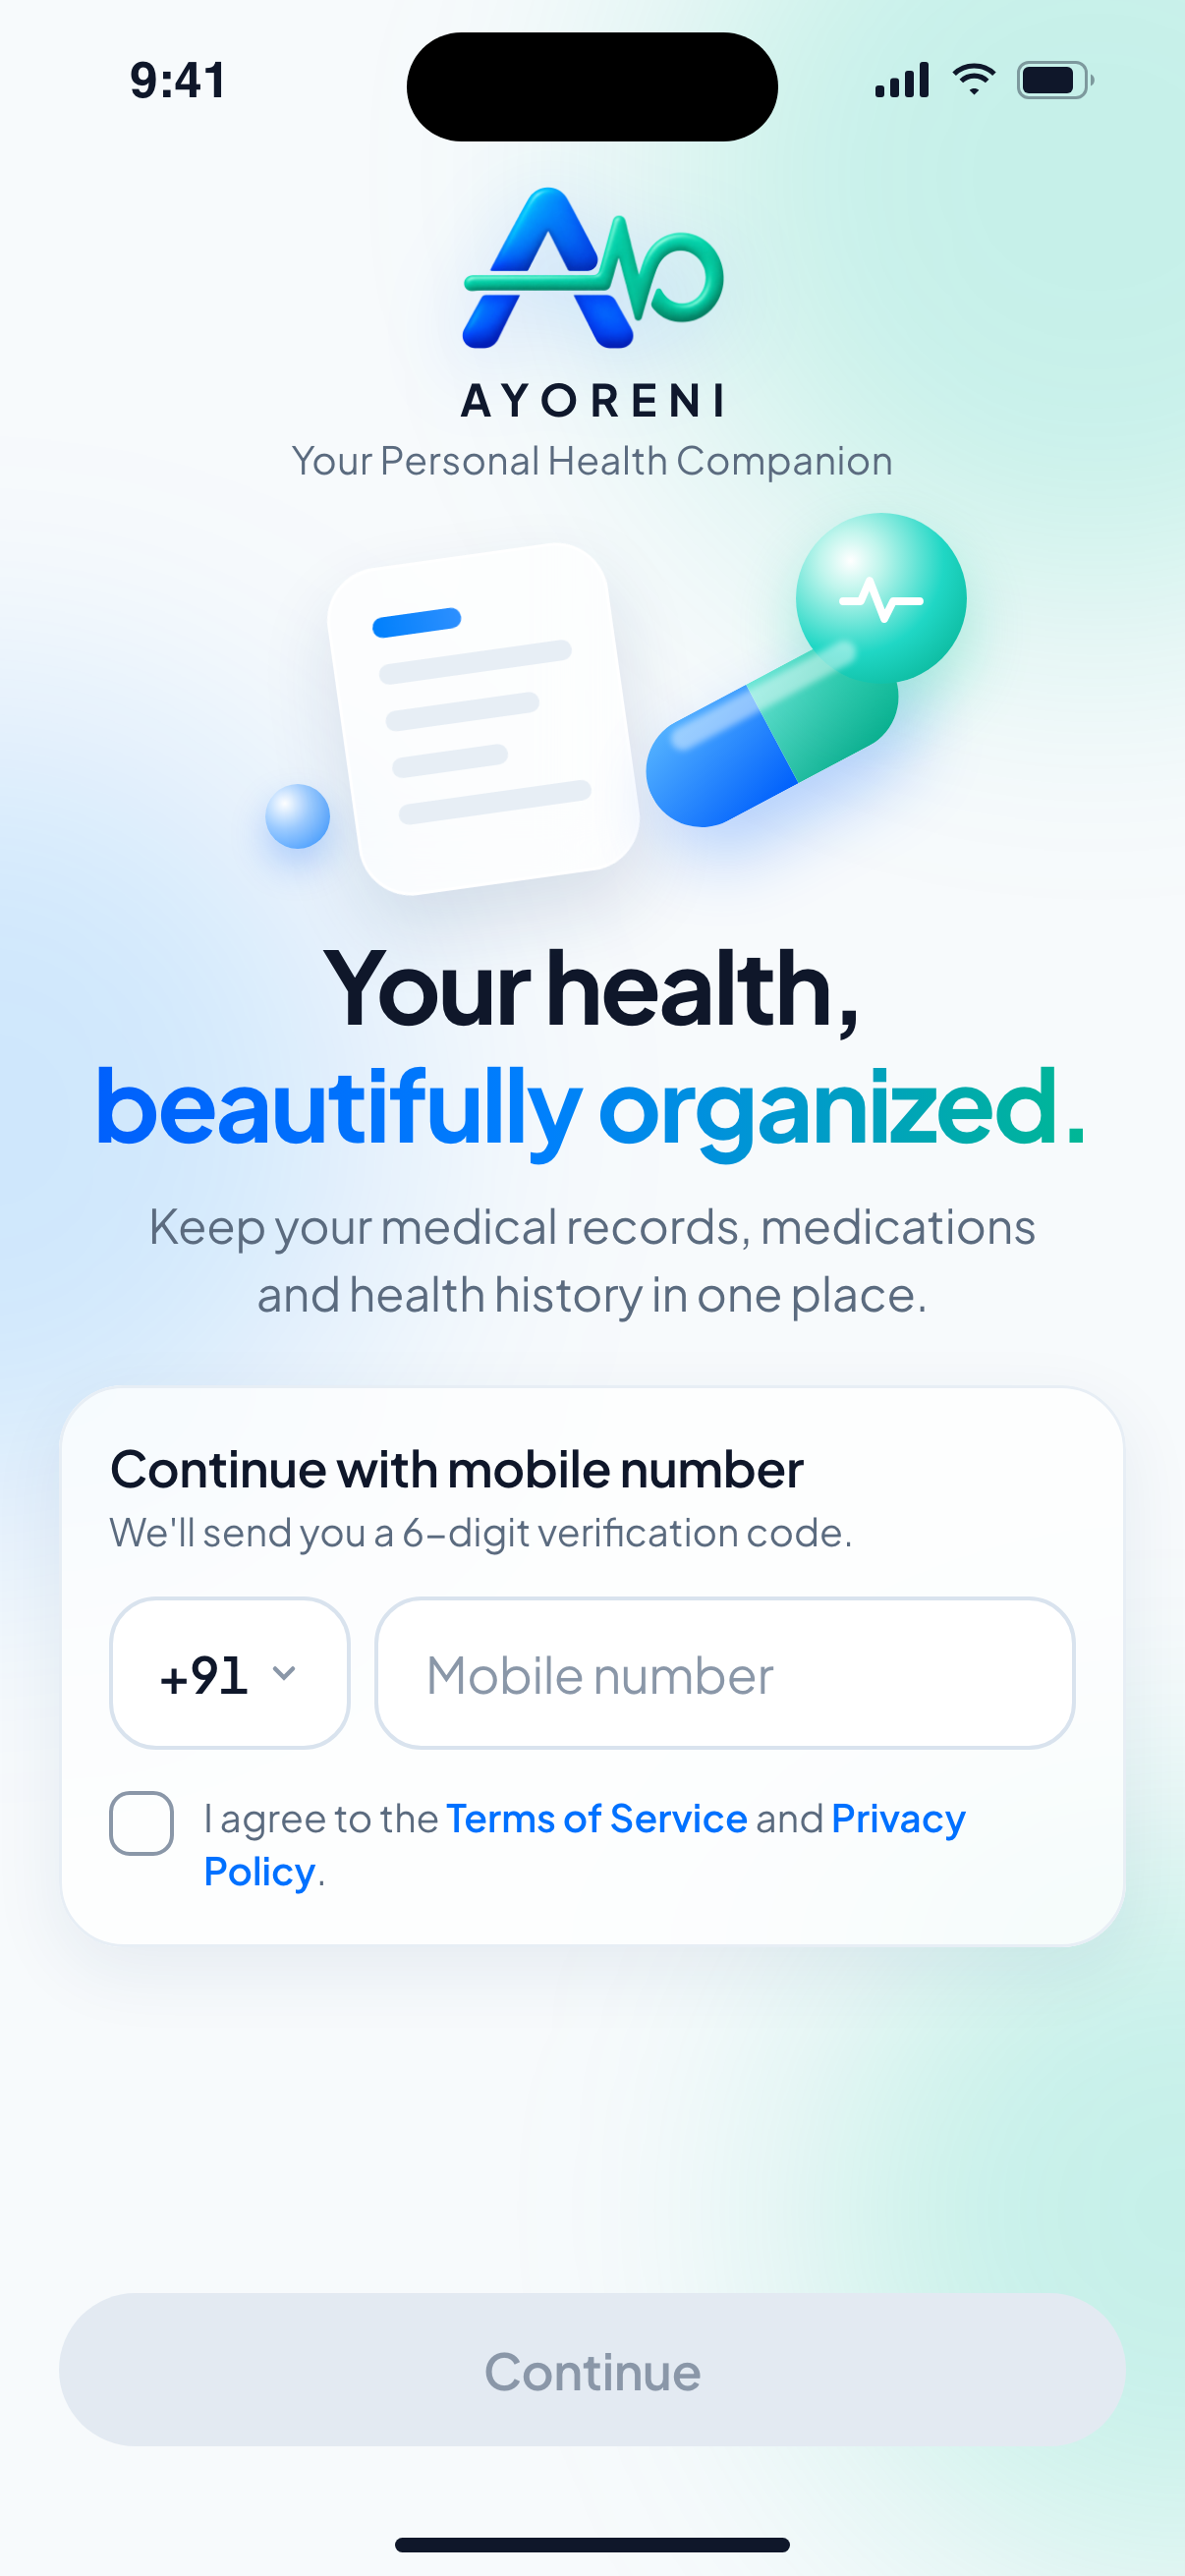 9:41
AYORENI
Your Personal Health Companion
Your health,
beautifully organized.
Keep your medical records, medications
and health history in one place.
Continue with mobile number
We'll send you a 6–digit verification code.
+91
Mobile number
I agree to the Terms of Service and Privacy
Policy.
Continue